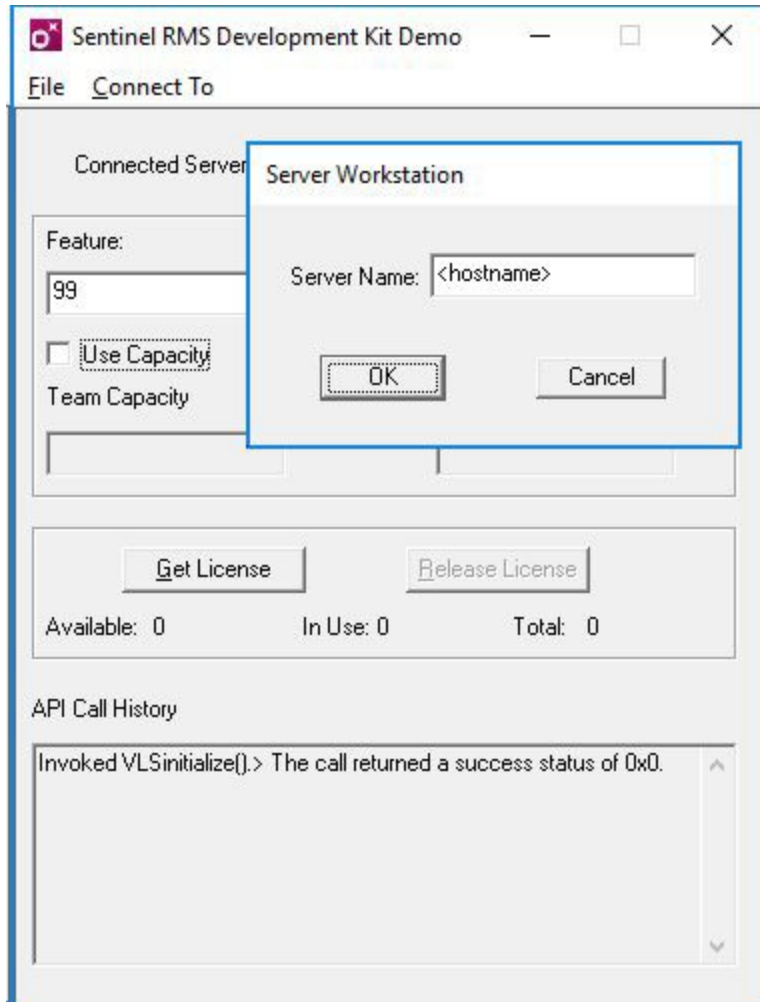 Sentinel RMS Development Kit Demo
File Connect To
Connected Server
Server Workstation
Feature:
99
Server Name: <hostname>
Use Capacity
OK Cancel
Team Capacity
Get License Release License
Available: 0 In Use: 0 Total: 0
API Call History
Invoked VLSinitialize().> The call returned a success status of 0x0.